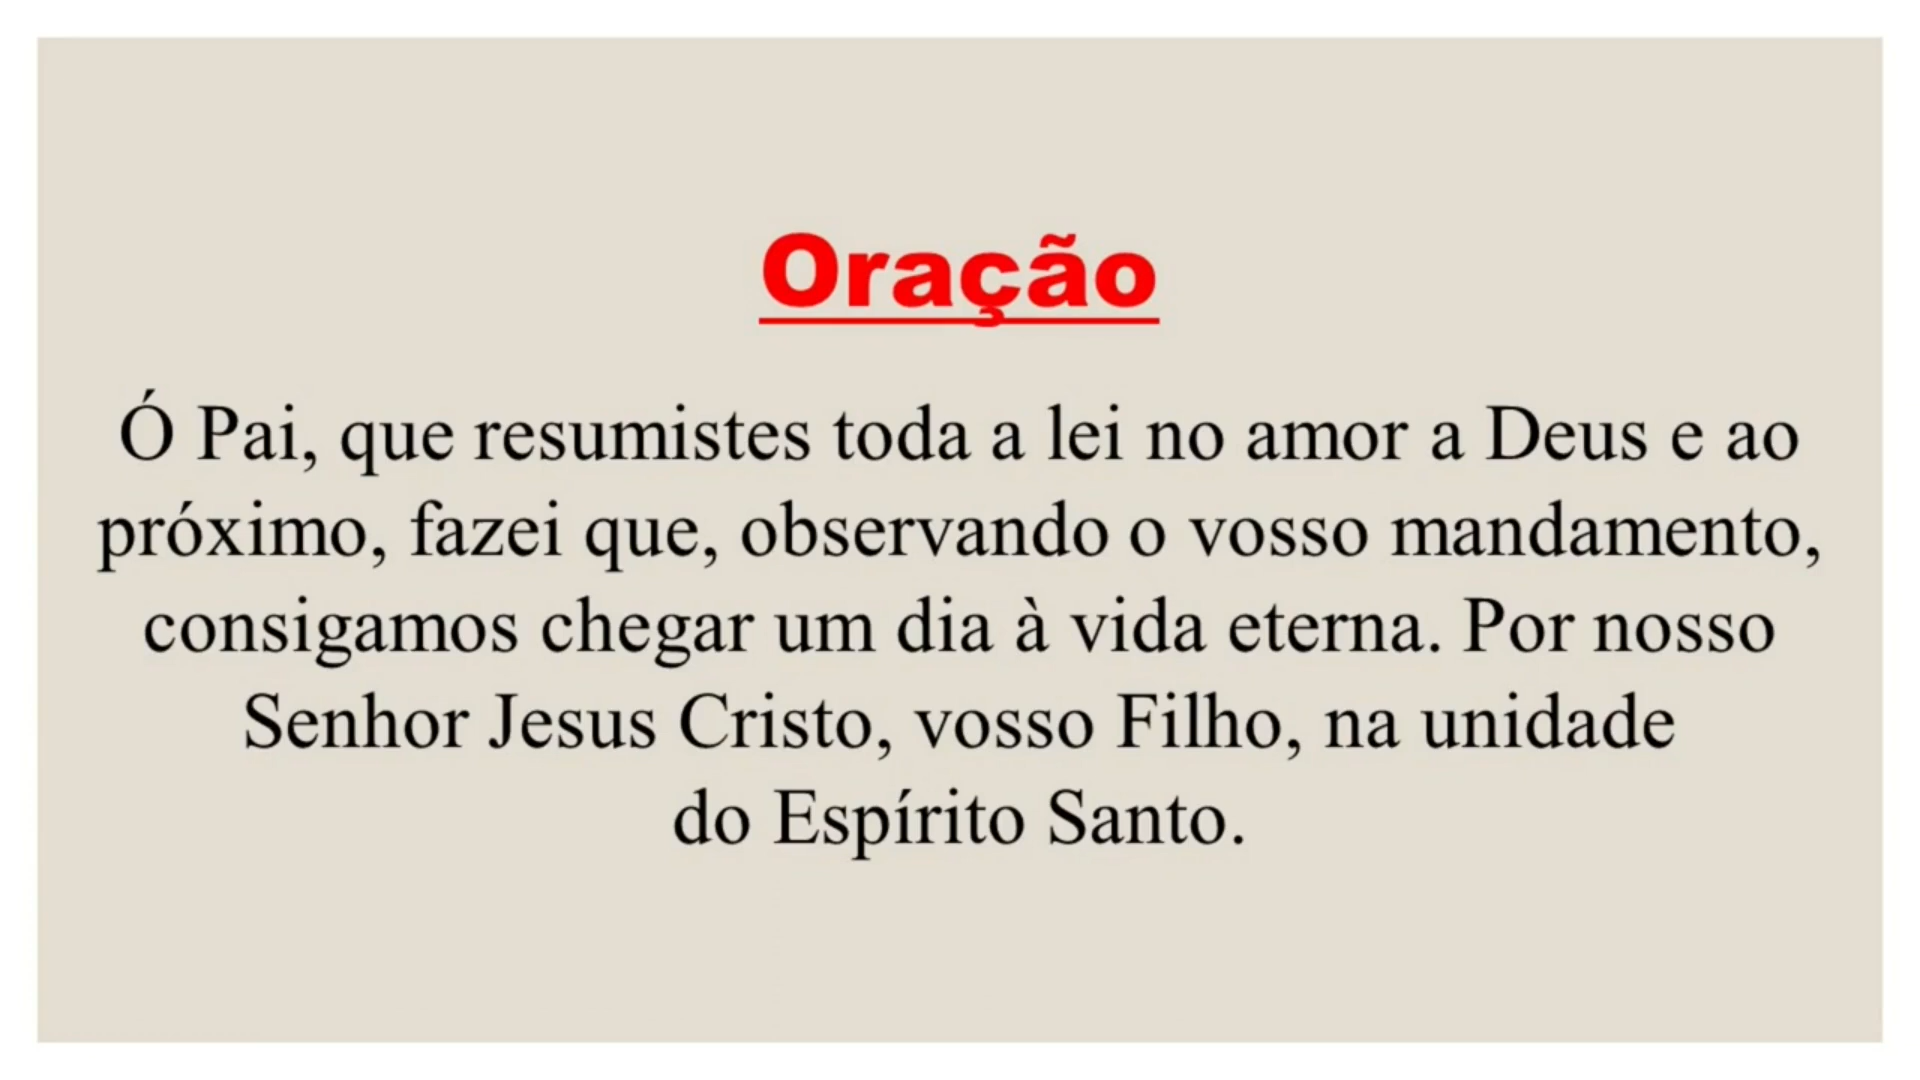 Oração
Ó Pai, que resumistes toda a lei no amor a Deus e ao
próximo, fazei que, observando o vosso mandamento,
consigamos chegar um dia à vida eterna. Por nosso
Senhor Jesus Cristo, vosso Filho, na unidade
do Espírito Santo.